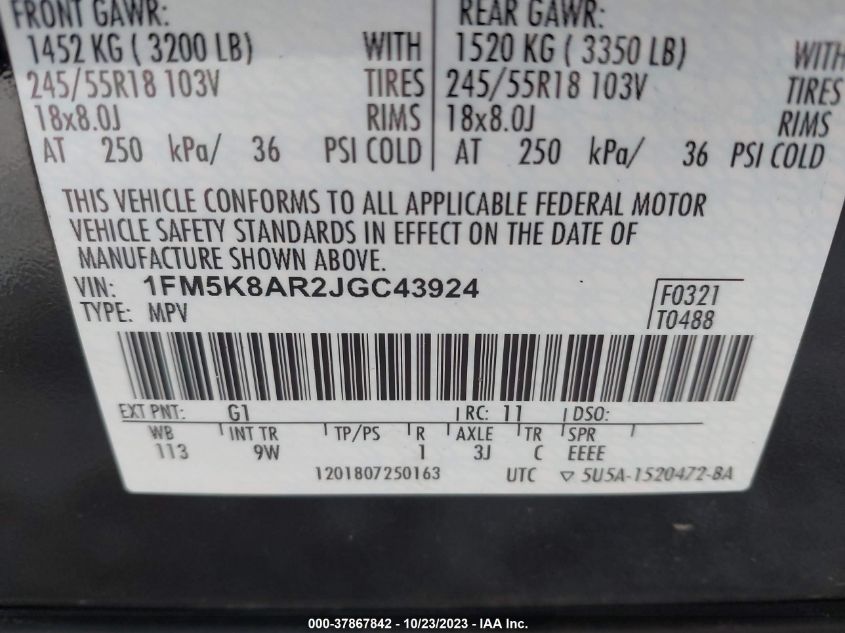 FRONT GAWR: REAR GAWR:
1452 KG ( 3200 LB) WITH 1520 KG ( 3350 LB) WITH
245/55R18 103V TIRES 245/55R18 103V TIRES
18x8.0J RIMS 18x8.0J RIMS
AT 250 kPa/ 36 PSI COLD AT 250 kPa/ 36 PSI COLD
THIS VEHICLE CONFORMS TO ALL APPLICABLE FEDERAL MOTOR
VEHICLE SAFETY STANDARDS IN EFFECT ON THE DATE OF
MANUFACTURE SHOWN ABOVE.
VIN: 1FM5K8AR2JGC43924 F0321
TYPE: MPV T0488
EXT PNT: G1 RC: 11 DSO:
WB INT TR TP/PS R AXLE TR SPR
113 9W 1 3J C EEEE
1201807250163 UTC ▽ 5U5A-1520472-BA
000-37867842 - 10/23/2023 - IAA Inc.